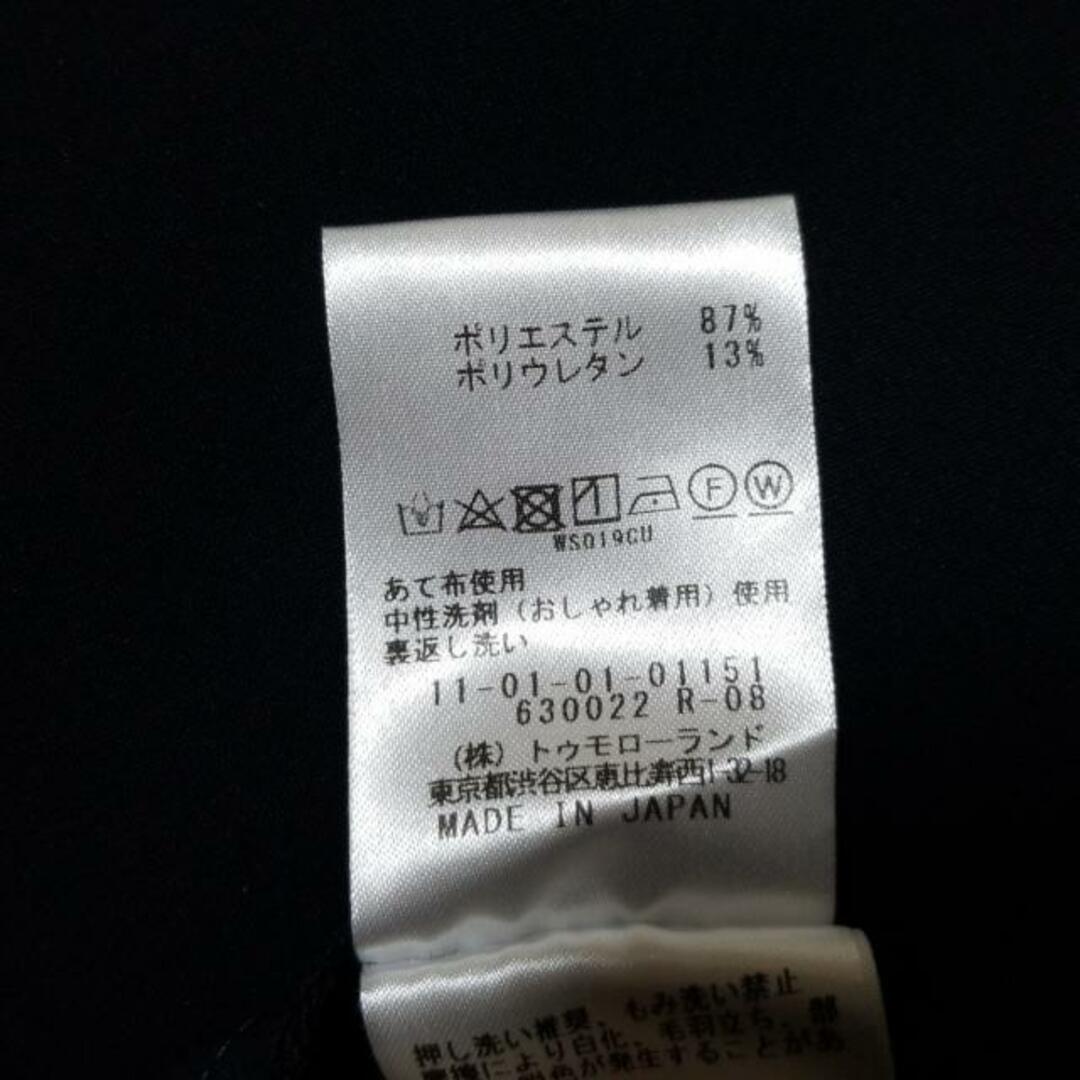 ポリエステル 87%
ポリウレタン 13%
F W
WS019CU
あて布使用
中性洗剤（おしゃれ着用）使用
裏返し洗い
11-01-01-01151
630022 R-08
（株）トゥモローランド
東京都渋谷区恵比寿西1-32-18
MADE IN JAPAN
押し洗い推奨、もみ洗い禁止
摩擦により白化、毛羽立ち、部
色が発生することがあ